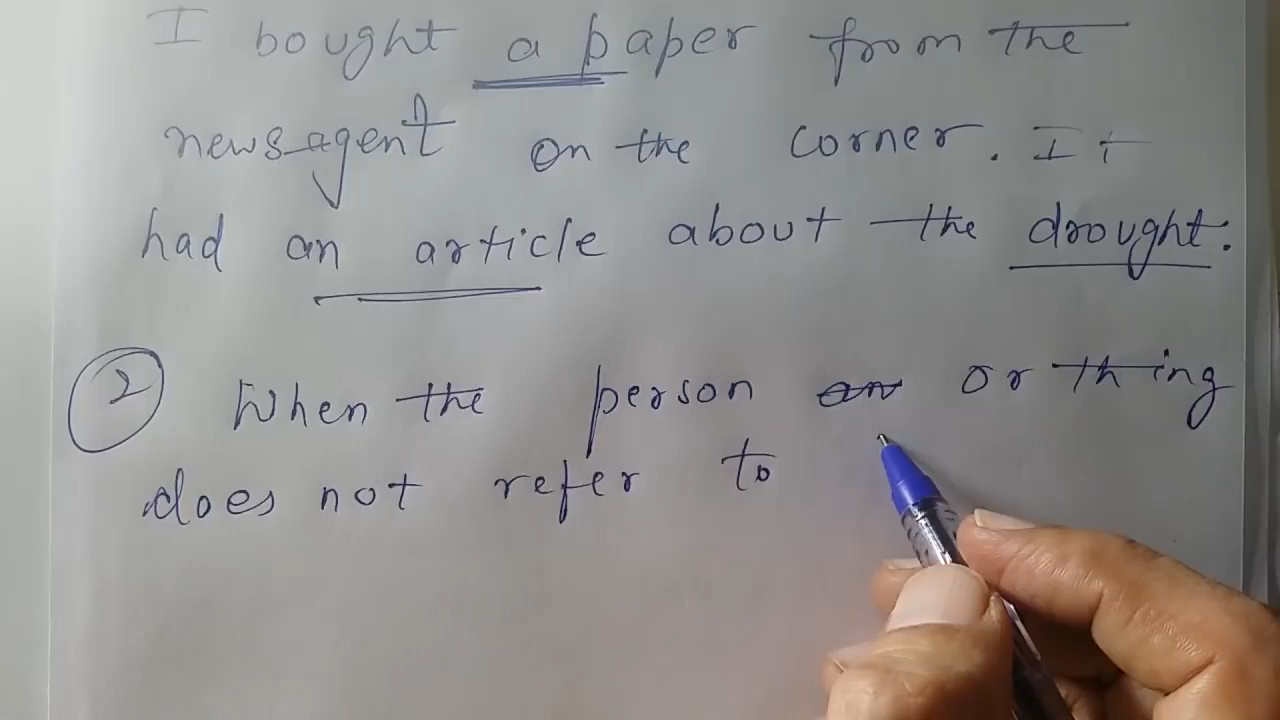 I bought a paper from the
newsagent on the corner. It
had an article about the drought.
2 When the person or thing
does not refer to